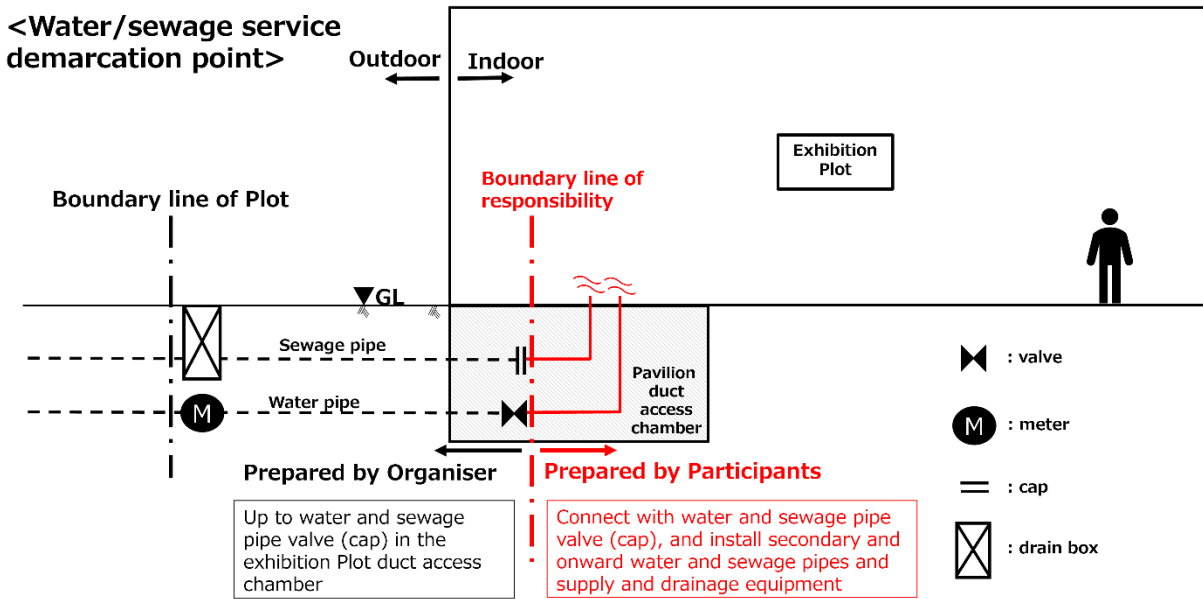 <Water/sewage service
demarcation point>
Outdoor
Indoor
Exhibition
Plot
Boundary line of
responsibility
Boundary line of Plot
GL
Sewage pipe
Water pipe
M
Pavilion
duct
access
chamber
: valve
M
: meter
: cap
: drain box
Prepared by Organiser
Prepared by Participants
Up to water and sewage
pipe valve (cap) in the
exhibition Plot duct access
chamber
Connect with water and sewage pipe
valve (cap), and install secondary and
onward water and sewage pipes and
supply and drainage equipment